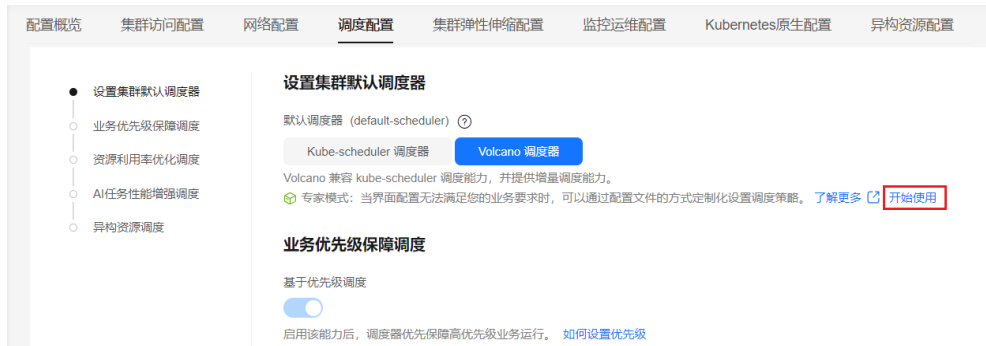 配置概览 集群访问配置 网络配置 调度配置 集群弹性伸缩配置 监控运维配置 Kubernetes原生配置 异构资源配置
设置集群默认调度器
业务优先级保障调度
资源利用率优化调度
AI任务性能增强调度
异构资源调度
设置集群默认调度器
默认调度器 (default-scheduler) ?
Kube-scheduler 调度器 Volcano 调度器
Volcano 兼容 kube-scheduler 调度能力，并提供增量调度能力。
专家模式：当界面配置无法满足您的业务要求时，可以通过配置文件的方式定制化设置调度策略。 了解更多 开始使用
业务优先级保障调度
基于优先级调度
启用该能力后，调度器优先保障高优先级业务运行。 如何设置优先级